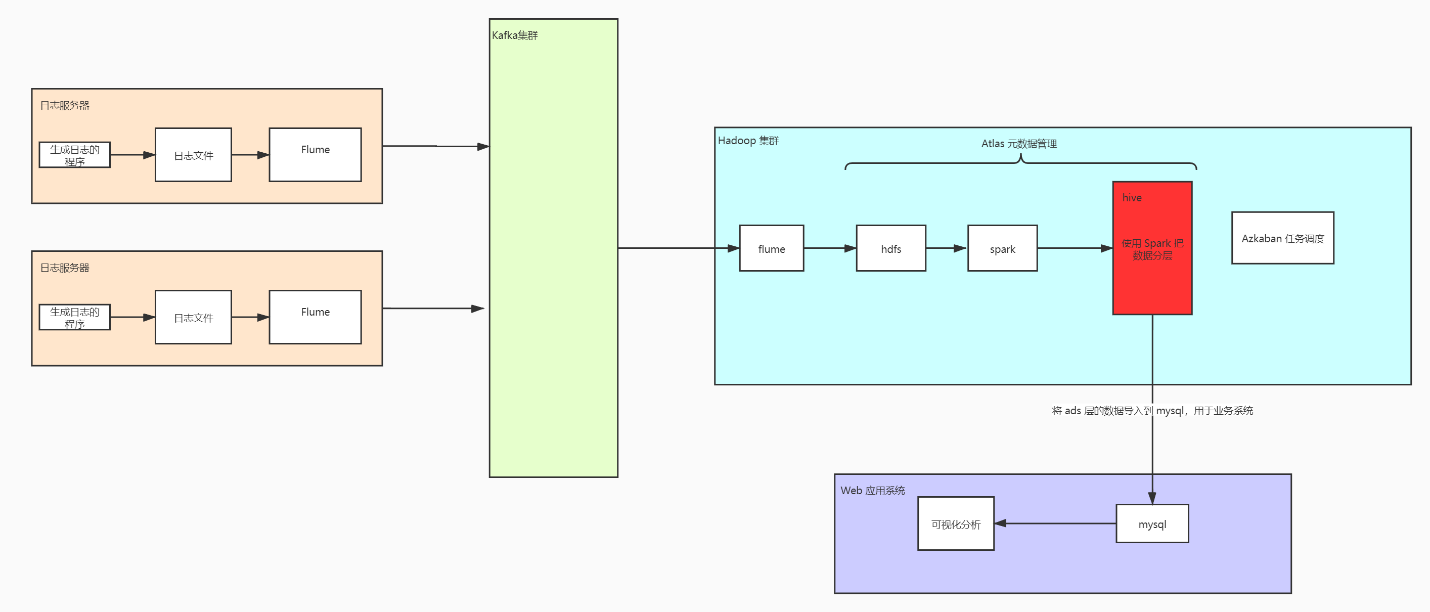 Kafka集群
日志服务器
生成日志的
程序
日志文件
Flume
日志服务器
生成日志的
程序
日志文件
Flume
Hadoop 集群
Atlas 元数据管理
flume
hdfs
spark
hive
使用 Spark 把
数据分层
Azkaban 任务调度
将 ads 层的数据导入到 mysql，用于业务系统
Web 应用系统
可视化分析
mysql